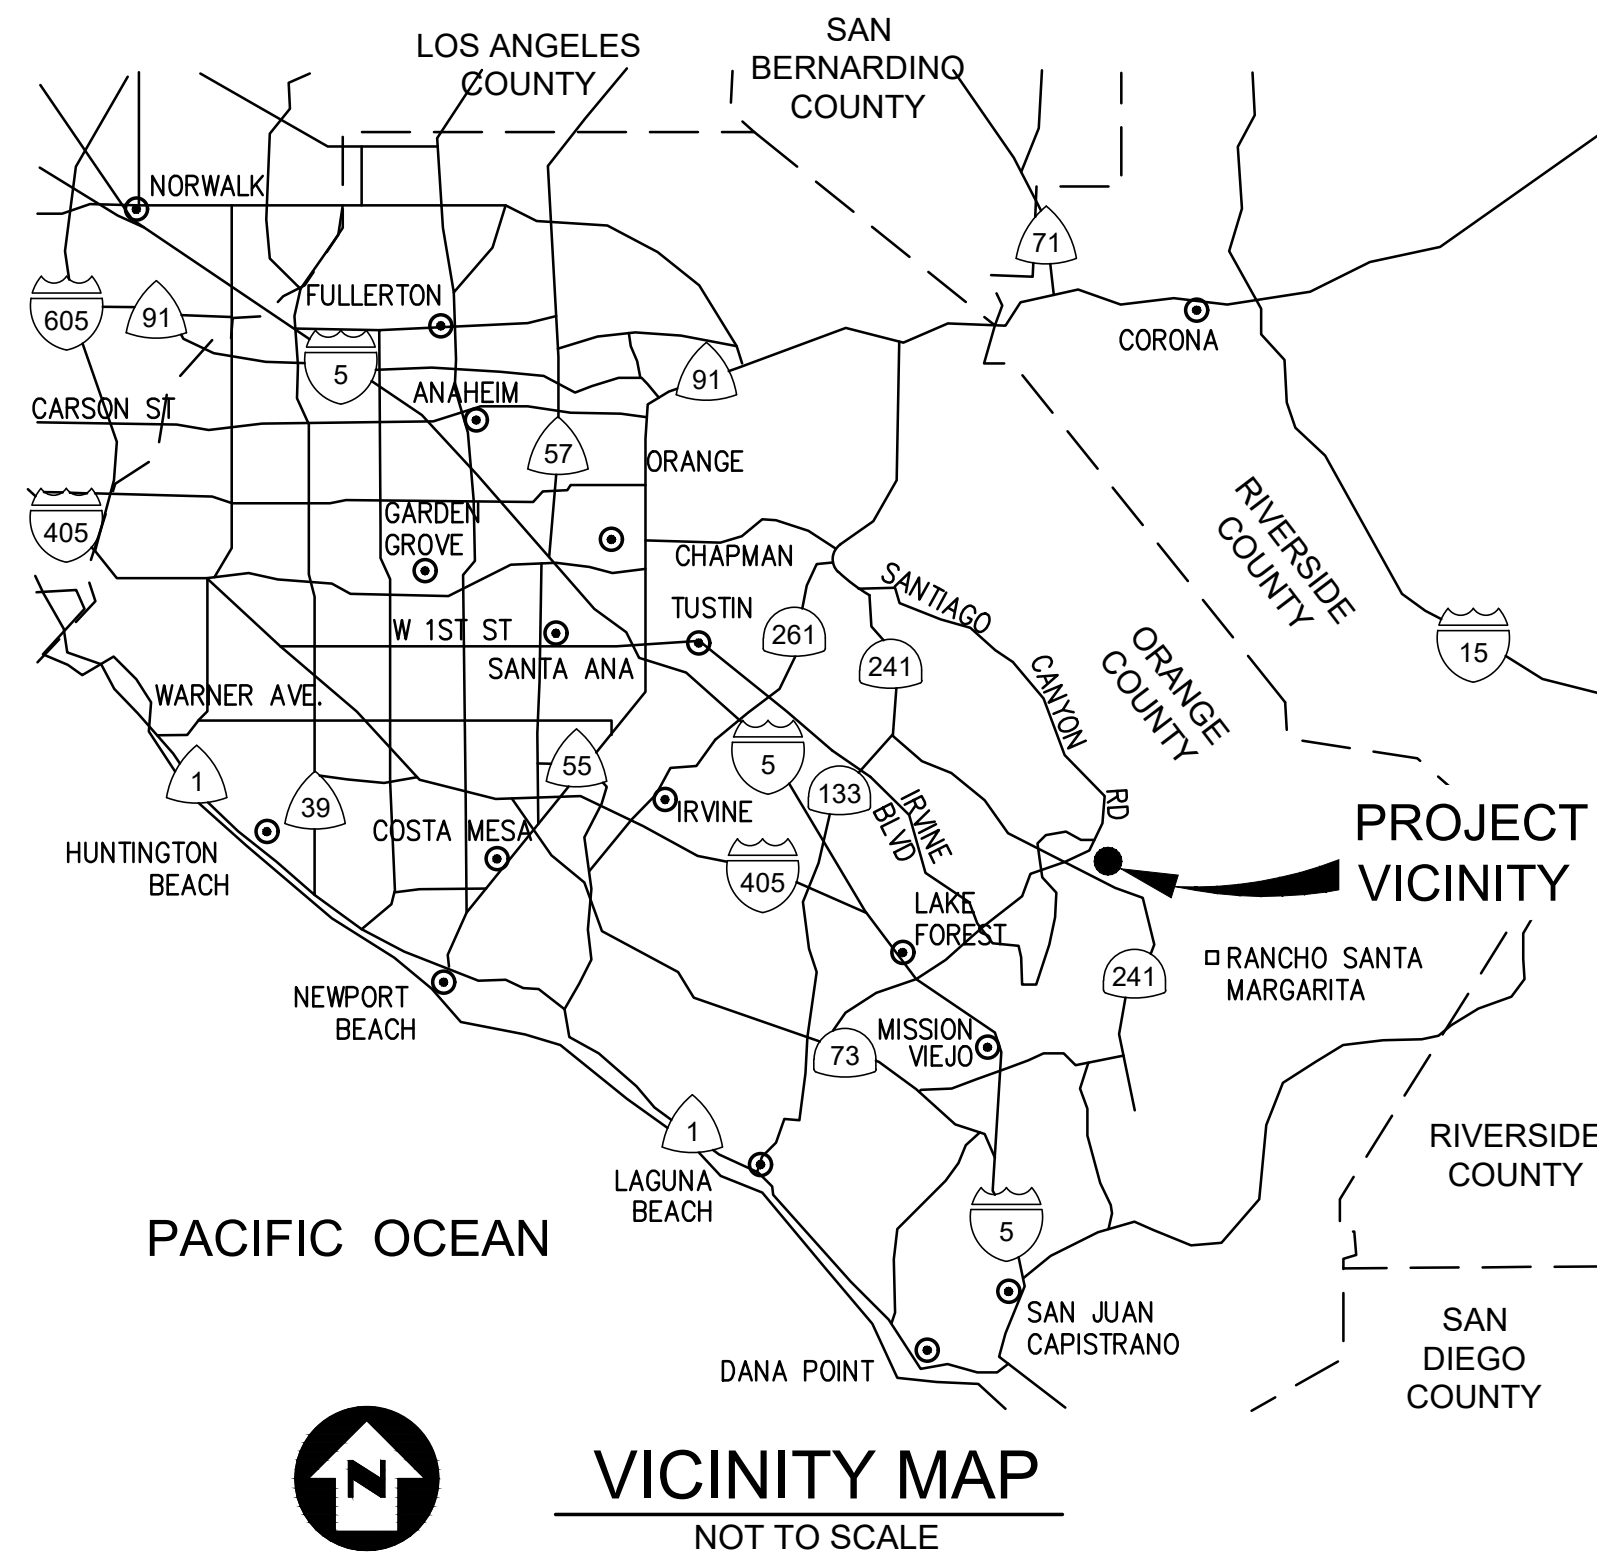 LOS ANGELES
COUNTY
SAN
BERNARDINO
COUNTY
NORWALK
71
FULLERTON
605
91
CORONA
5
91
ANAHEIM
CARSON ST
57
ORANGE
405
GARDEN
GROVE
CHAPMAN
RIVERSIDE
COUNTY
SANTIAGO
CANYON
RD
TUSTIN
W 1ST ST
261
241
15
SANTA ANA
ORANGE
COUNTY
WARNER AVE.
1
39
55
5
133
IRVINE
BLVD
IRVINE
COSTA MESA
HUNTINGTON
BEACH
405
PROJECT
VICINITY
LAKE
FOREST
241
RANCHO SANTA
MARGARITA
NEWPORT
BEACH
MISSION
VIEJO
73
1
LAGUNA
BEACH
RIVERSIDE
COUNTY
PACIFIC OCEAN
5
SAN JUAN
CAPISTRANO
DANA POINT
SAN
DIEGO
COUNTY
N
VICINITY MAP
NOT TO SCALE